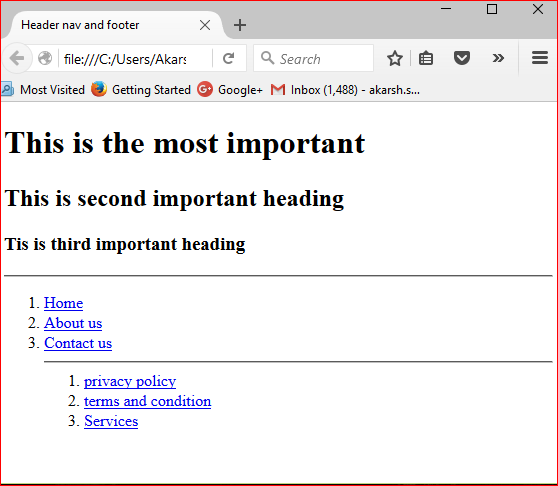 Header nav and footer
file:///C:/Users/Akars
Search
Most Visited Getting Started Google+ Inbox (1,488) - akarsh.s...
This is the most important
This is second important heading
Tis is third important heading
1. Home
2. About us
3. Contact us
1. privacy policy
2. terms and condition
3. Services